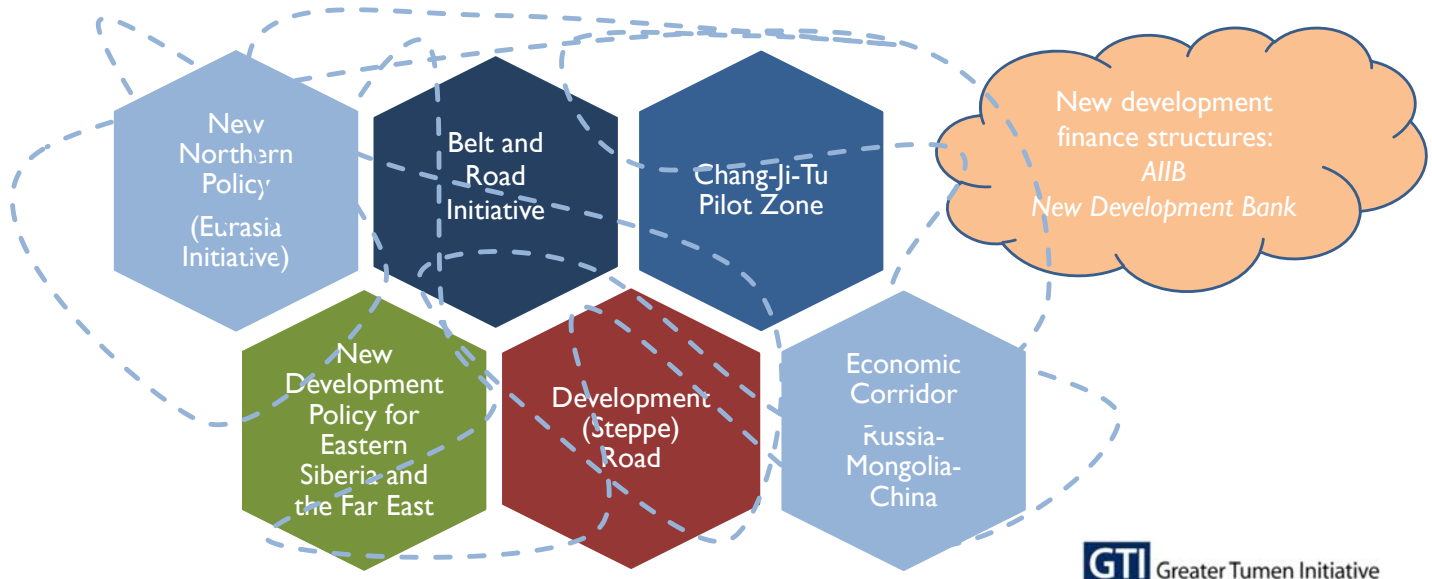 New
Northern
Policy
(Eurasia
Initiative)
Belt and
Road
Initiative
Chang-Ji-Tu
Pilot Zone
New development
finance structures:
AIIB
New Development Bank
New
Development
Policy for
Eastern
Siberia and
the Far East
Development
(Steppe)
Road
Economic
Corridor
Russia-
Mongolia-
China
GTI Greater Tumen Initiative